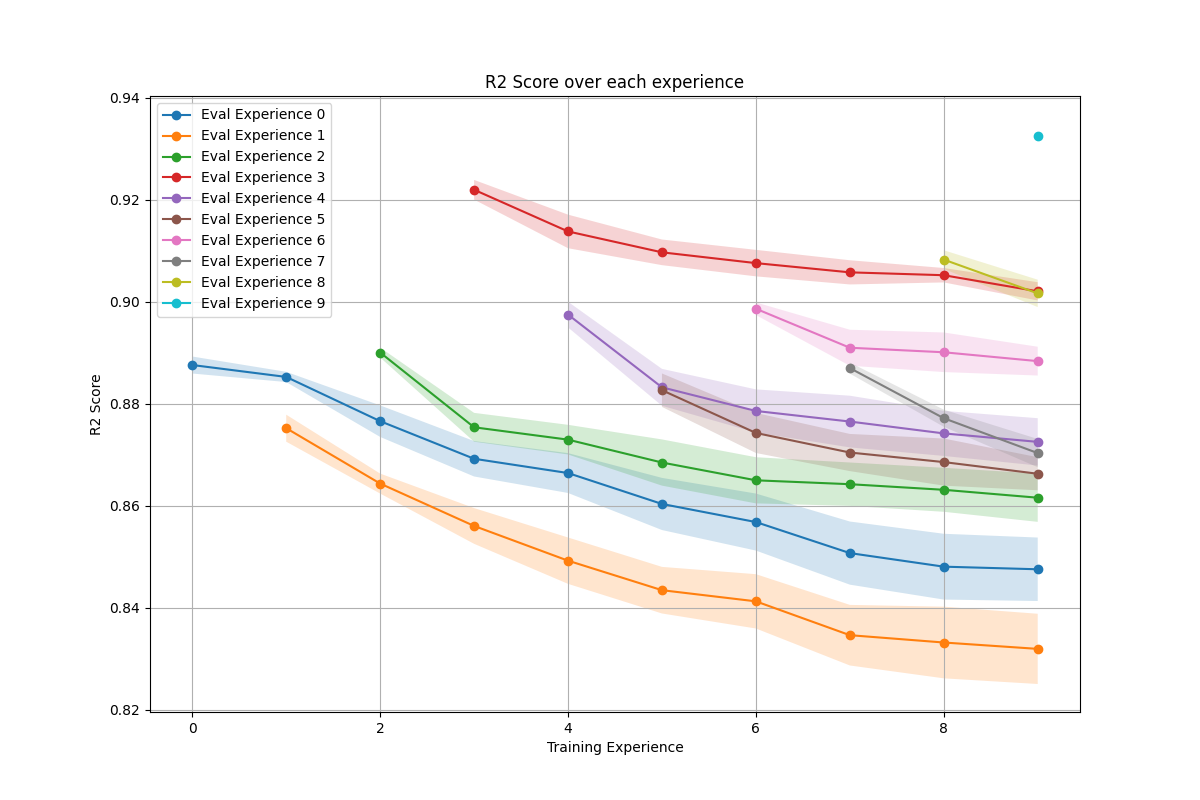 R2 Score over each experience
0.94
0.92
0.90
0.88
0.86
0.84
0.82
R2 Score
Eval Experience 0
Eval Experience 1
Eval Experience 2
Eval Experience 3
Eval Experience 4
Eval Experience 5
Eval Experience 6
Eval Experience 7
Eval Experience 8
Eval Experience 9
0 2 4 6 8
Training Experience